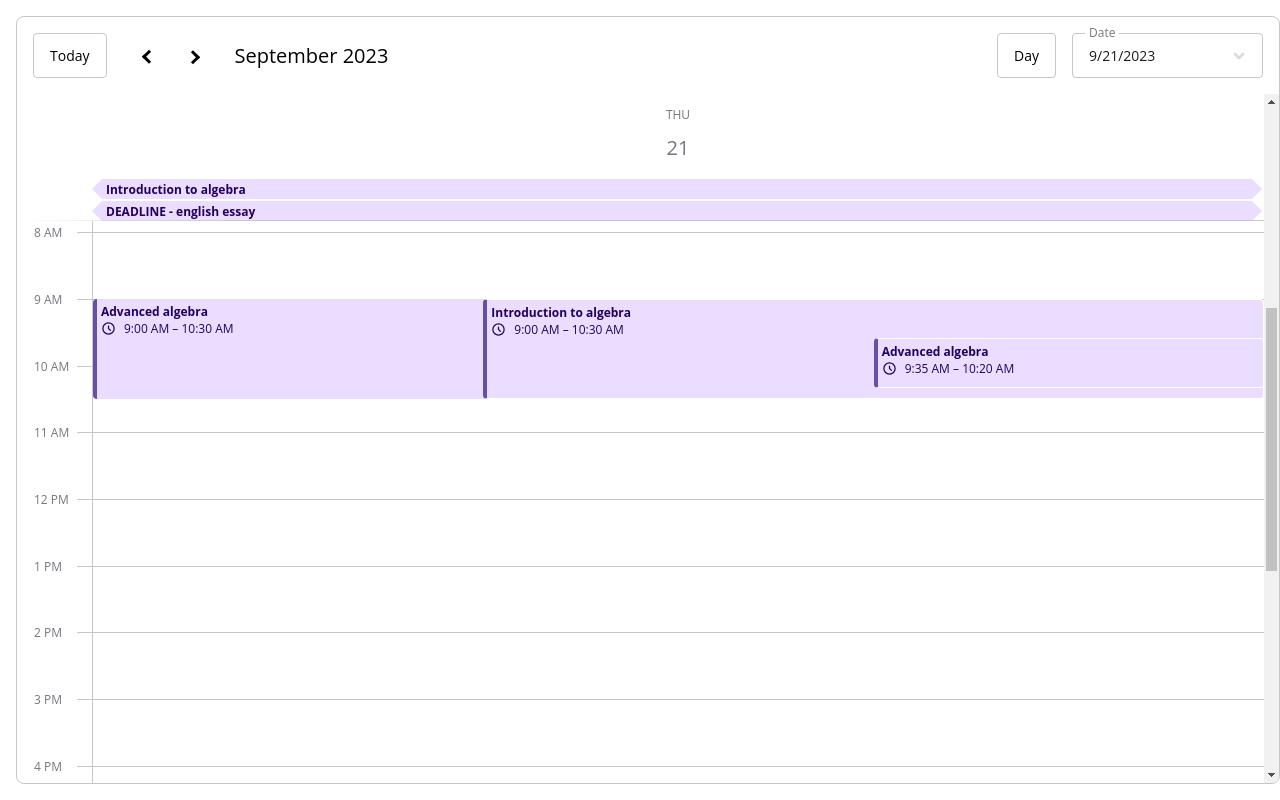 Today
September 2023
Day
Date
9/21/2023
THU
21
Introduction to algebra
DEADLINE - english essay
8 AM
9 AM
Advanced algebra
9:00 AM – 10:30 AM
Introduction to algebra
9:00 AM – 10:30 AM
Advanced algebra
9:35 AM – 10:20 AM
10 AM
11 AM
12 PM
1 PM
2 PM
3 PM
4 PM